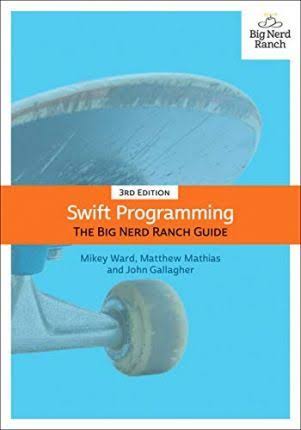 Big Nerd
Ranch
3RD EDITION
Swift Programming
THE BIG NERD RANCH GUIDE
Mikey Ward, Matthew Mathias
and John Gallagher